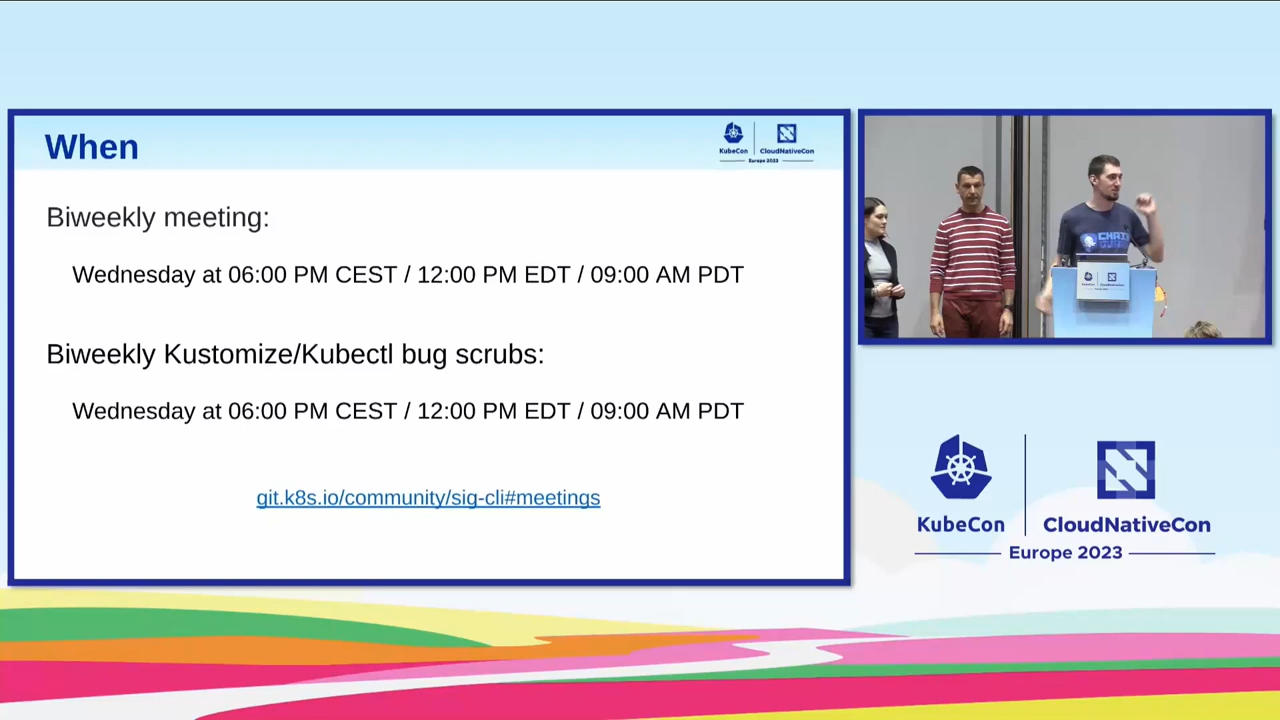 When
KubeCon
CloudNativeCon
Europe 2023
Biweekly meeting:
Wednesday at 06:00 PM CEST / 12:00 PM EDT / 09:00 AM PDT
Biweekly Kustomize/Kubectl bug scrubs:
Wednesday at 06:00 PM CEST / 12:00 PM EDT / 09:00 AM PDT
git.k8s.io/community/sig-cli#meetings
KubeCon
CloudNativeCon
Europe 2023